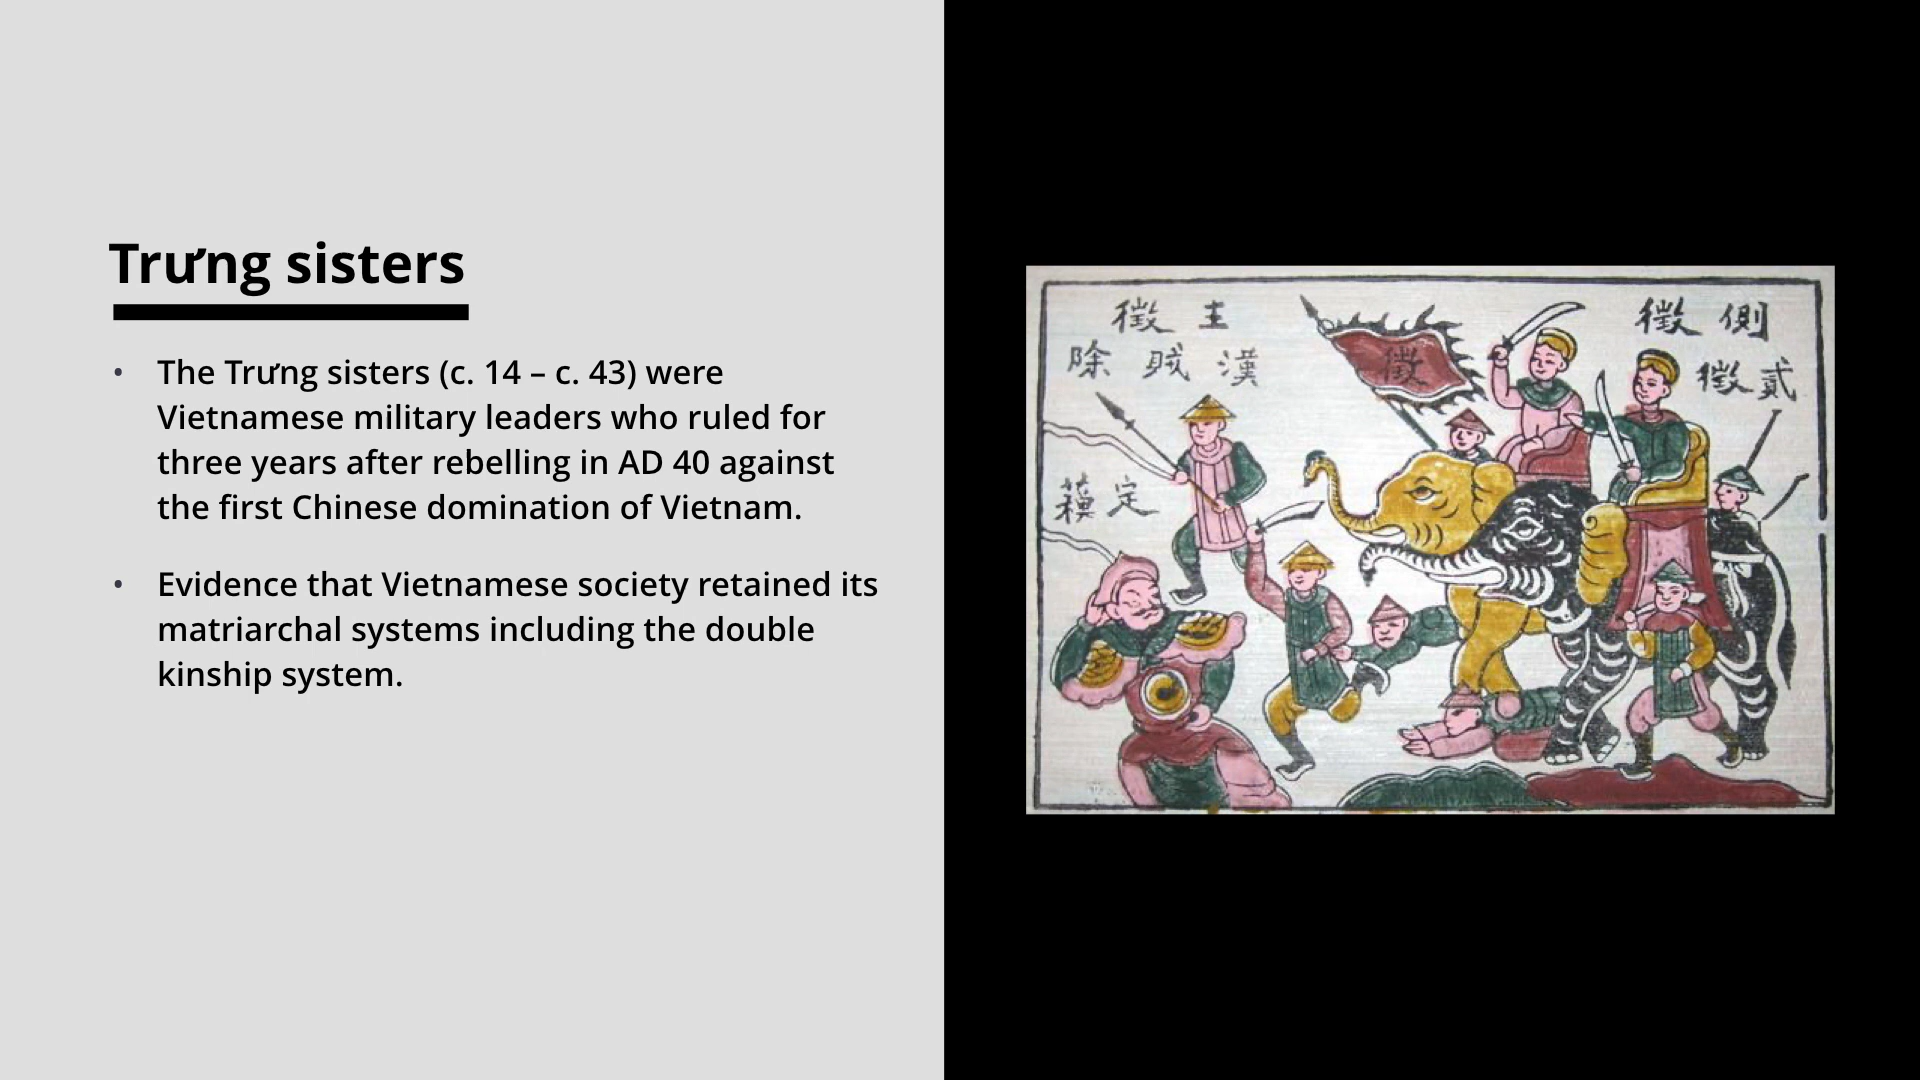 Trưng sisters
• The Trưng sisters (c. 14 – c. 43) were
Vietnamese military leaders who ruled for
three years after rebelling in AD 40 against
the first Chinese domination of Vietnam.
• Evidence that Vietnamese society retained its
matriarchal systems including the double
kinship system.
徵 王
除 賊 漢
徵
徵 側
徵 貳
定